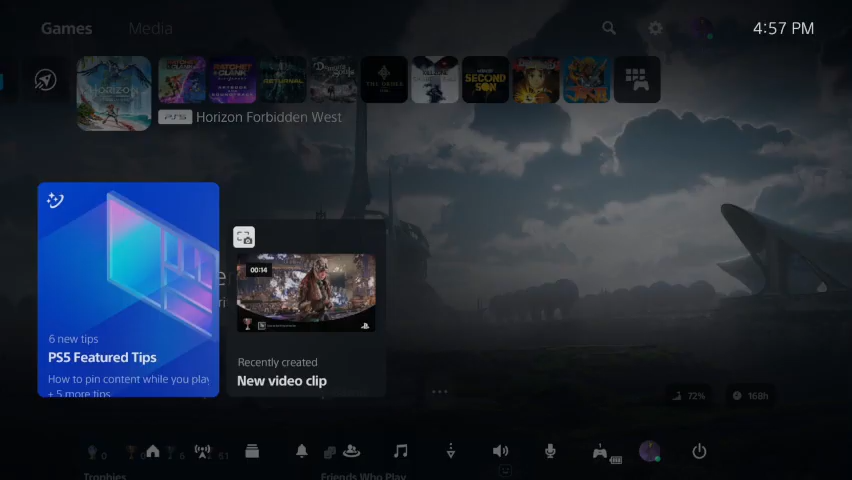 Games Media 4:57 PM
HORIZON
RATCHET & CLANK
RATCHET & CLANK
RETURNAL
Demon's Souls
THE ORDER
SECOND SON
PS5 Horizon Forbidden West
6 new tips
PS5 Featured Tips
How to pin content while you play
+ 5 more tips
00:14
Recently created
New video clip
72% 168h
Trophies Friends Who Play